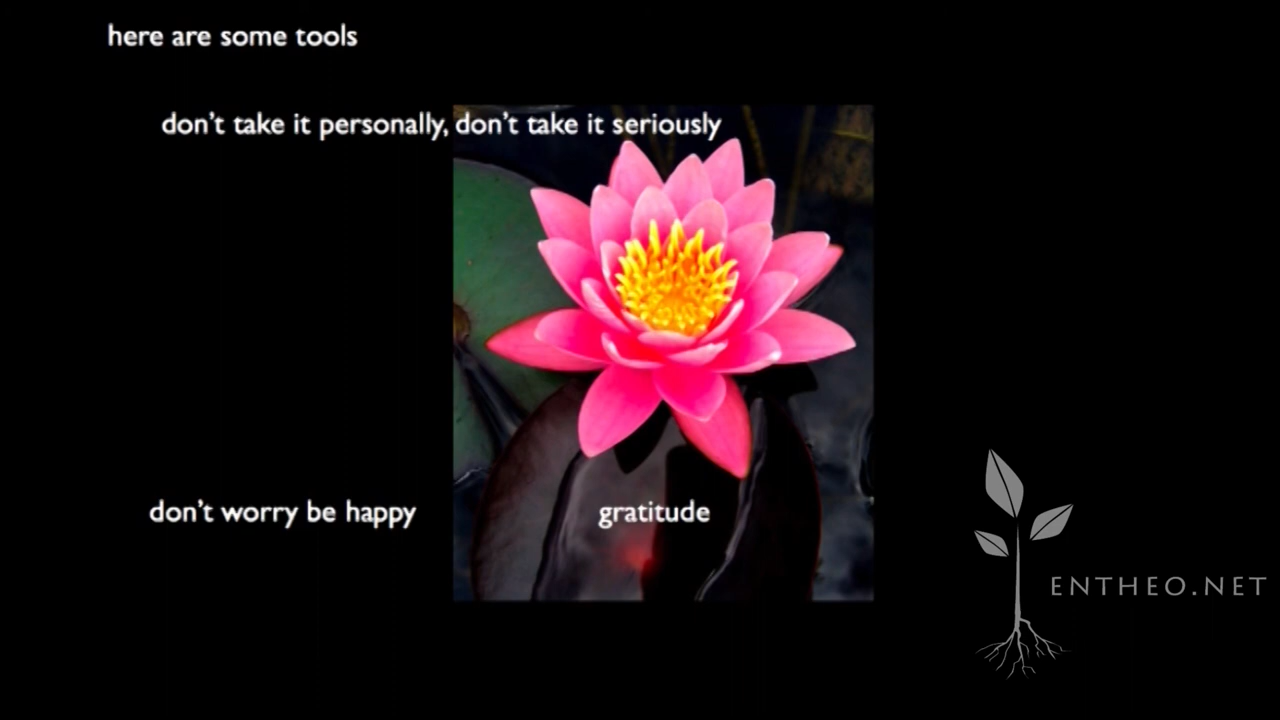 here are some tools
don't take it personally, don't take it seriously
don't worry be happy
gratitude
ENTHEO.NET